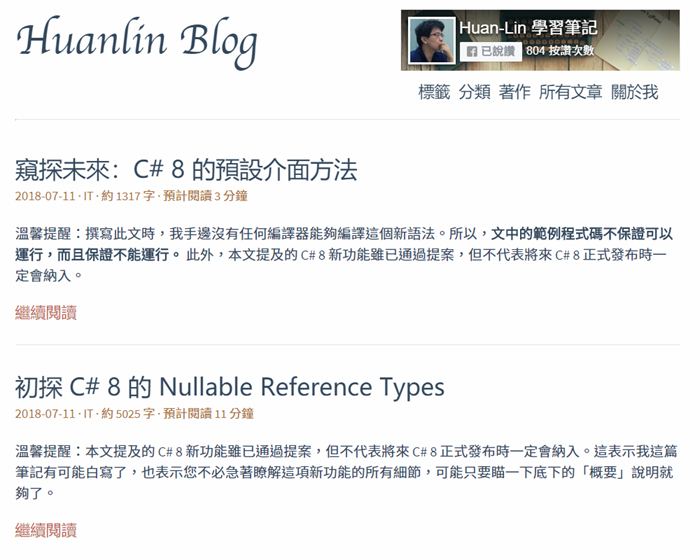 Huanlin Blog
Huan-Lin 學習筆記
已說讚
804 按讚次數
標籤 分類 著作 所有文章 關於我
窺探未來：C# 8 的預設介面方法
2018-07-11 · IT · 約 1317 字 · 預計閱讀 3 分鐘
溫馨提醒：撰寫此文時，我手邊沒有任何編譯器能夠編譯這個新語法。所以，文中的範例程式碼不保證可以
運行，而且保證不能運行。 此外，本文提及的 C# 8 新功能雖已通過提案，但不代表將來 C# 8 正式發布時一
定會納入。
繼續閱讀
初探 C# 8 的 Nullable Reference Types
2018-07-11 · IT · 約 5025 字 · 預計閱讀 11 分鐘
溫馨提醒：本文提及的 C# 8 新功能雖已通過提案，但不代表將來 C# 8 正式發布時一定會納入。這表示我這篇
筆記有可能白寫了，也表示您不必急著瞭解這項新功能的所有細節，可能只要瞄一下底下的「概要」說明就
夠了。
繼續閱讀